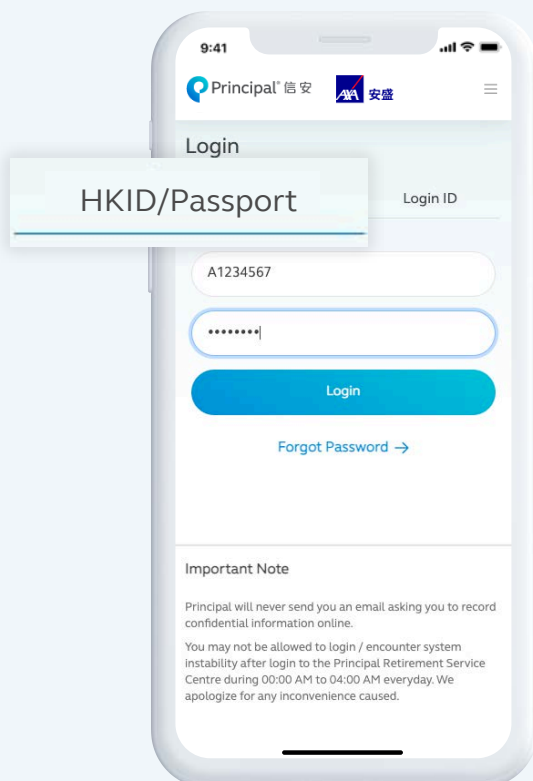 9:41
Principal® 信安 AXA 安盛
Login
HKID/Passport Login ID
A1234567
••••••••
Login
Forgot Password →
Important Note
Principal will never send you an email asking you to record
confidential information online.
You may not be allowed to login / encounter system
instability after login to the Principal Retirement Service
Centre during 00:00 AM to 04:00 AM everyday. We
apologize for any inconvenience caused.